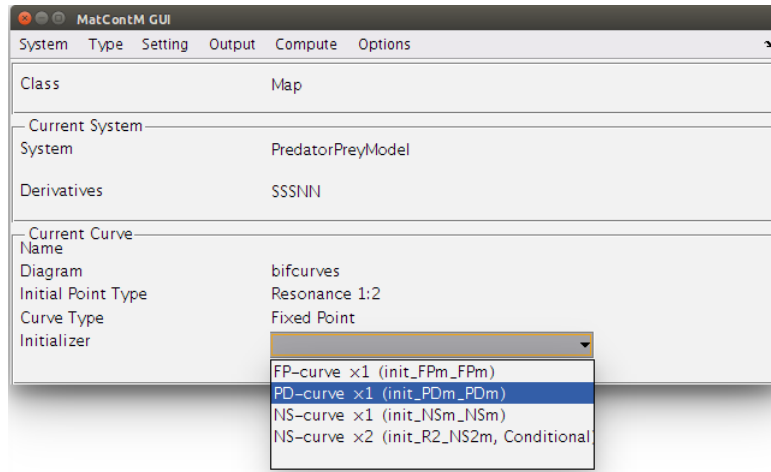 MatContM GUI
System Type Setting Output Compute Options
Class Map
Current System
System PredatorPreyModel
Derivatives SSSNN
Current Curve
Name
Diagram bifcurves
Initial Point Type Resonance 1:2
Curve Type Fixed Point
Initializer
FP-curve x1 (init_FPm_FPm)
PD-curve x1 (init_PDm_PDm)
NS-curve x1 (init_NSm_NSm)
NS-curve x2 (init_R2_NS2m, Conditional)